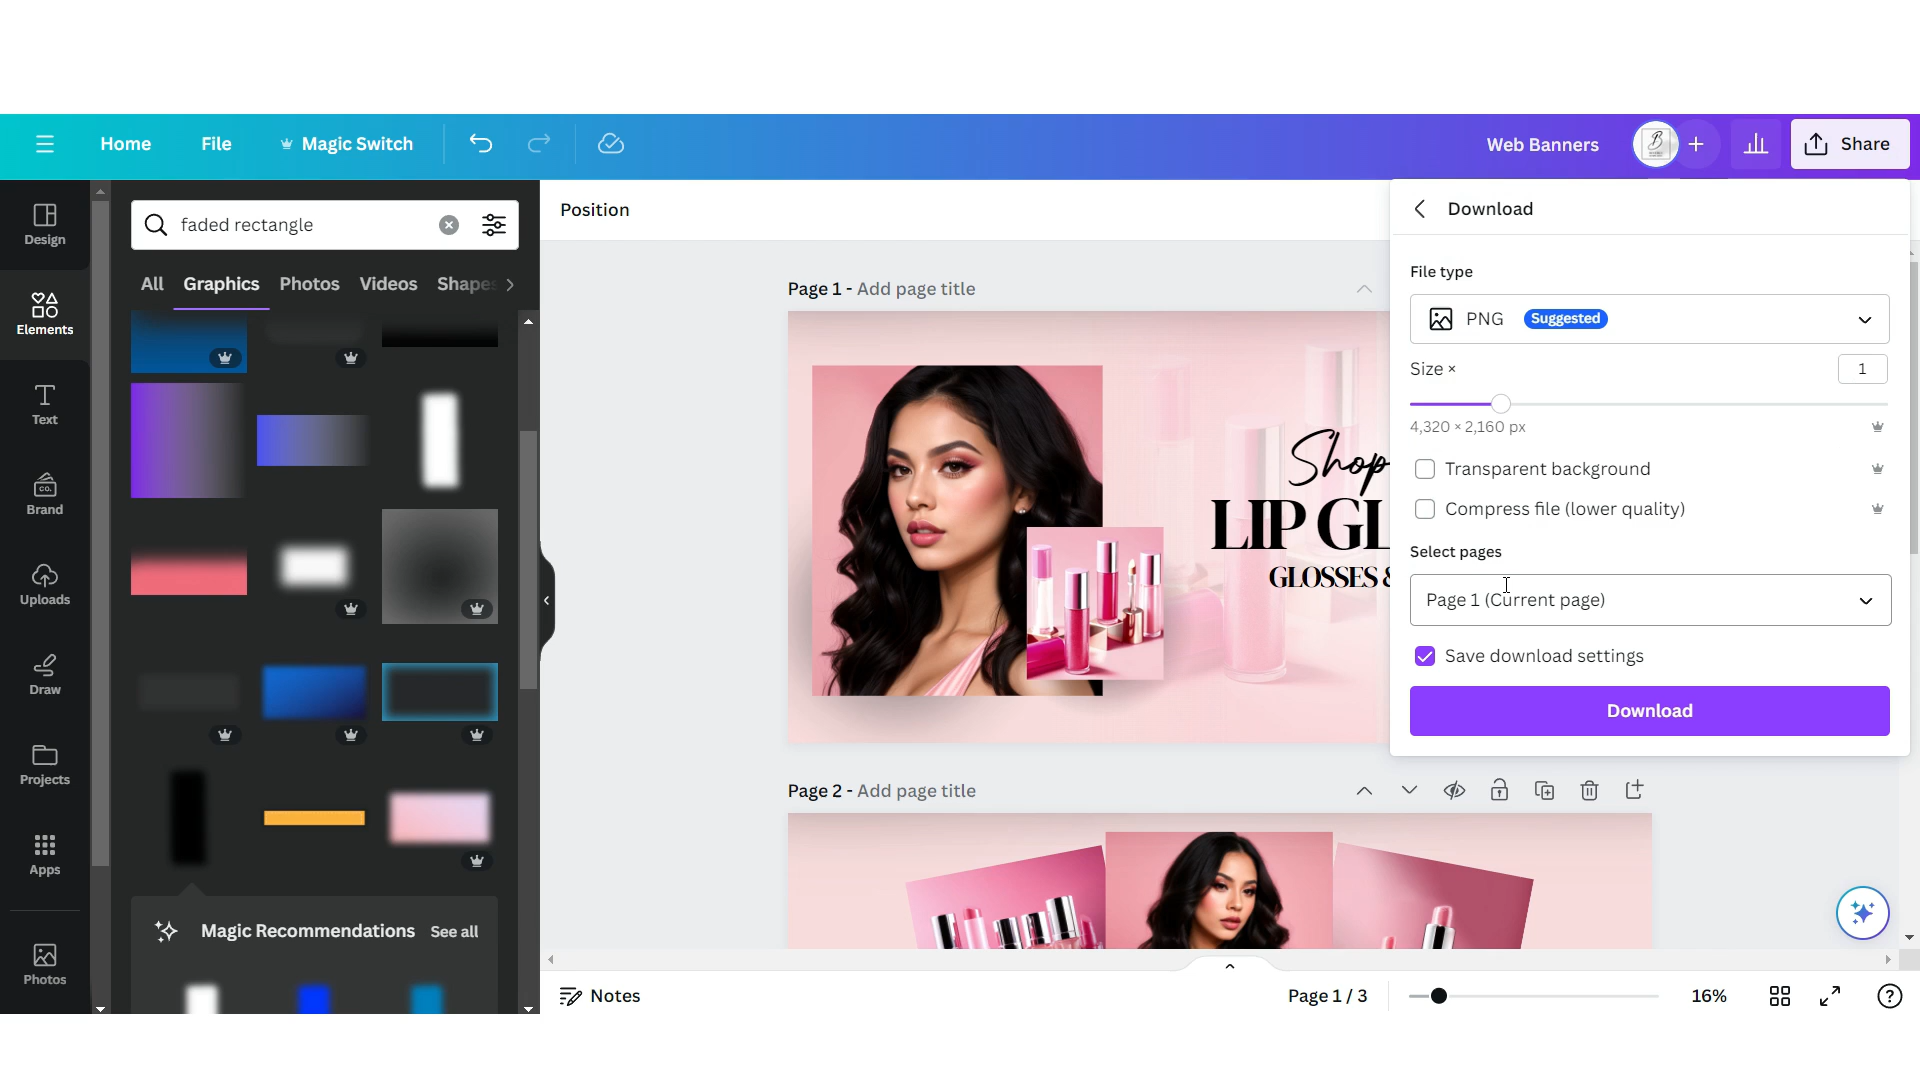 Home
File
Magic Switch
Web Banners
Share
Design
Elements
Text
Brand
Uploads
Draw
Projects
Apps
Photos
faded rectangle
All
Graphics
Photos
Videos
Shapes
Magic Recommendations
See all
Position
Page 1 - Add page title
Shop
LIP GL
GLOSSES &
Page 2 - Add page title
Download
File type
PNG
Suggested
Size ×
1
4,320 × 2,160 px
Transparent background
Compress file (lower quality)
Select pages
Page 1 (Current page)
Save download settings
Download
Notes
Page 1 / 3
16%